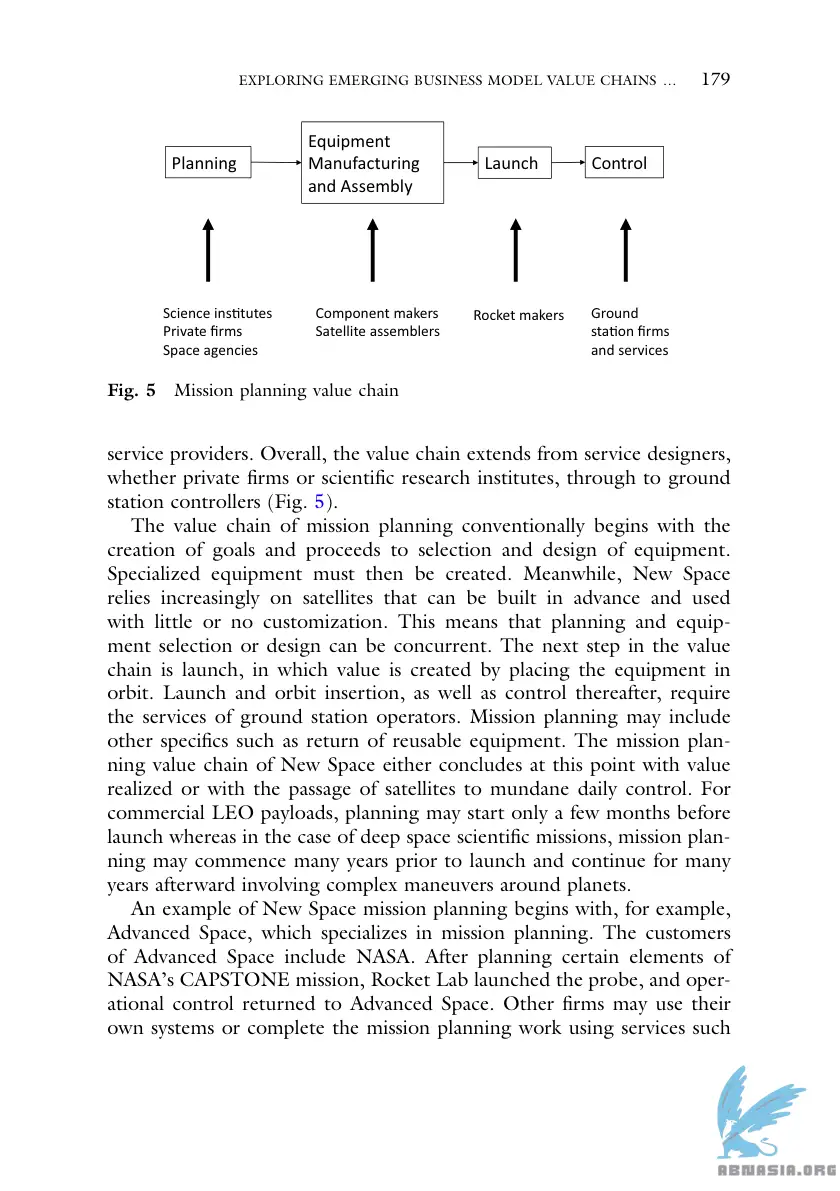 EXPLORING EMERGING BUSINESS MODEL VALUE CHAINS … 179
Planning
Equipment
Manufacturing
and Assembly
Launch
Control
Science institutes
Private firms
Space agencies
Component makers
Satellite assemblers
Rocket makers
Ground
station firms
and services
Fig. 5 Mission planning value chain
service providers. Overall, the value chain extends from service designers,
whether private firms or scientific research institutes, through to ground
station controllers (Fig. 5).
The value chain of mission planning conventionally begins with the
creation of goals and proceeds to selection and design of equipment.
Specialized equipment must then be created. Meanwhile, New Space
relies increasingly on satellites that can be built in advance and used
with little or no customization. This means that planning and equip-
ment selection or design can be concurrent. The next step in the value
chain is launch, in which value is created by placing the equipment in
orbit. Launch and orbit insertion, as well as control thereafter, require
the services of ground station operators. Mission planning may include
other specifics such as return of reusable equipment. The mission plan-
ning value chain of New Space either concludes at this point with value
realized or with the passage of satellites to mundane daily control. For
commercial LEO payloads, planning may start only a few months before
launch whereas in the case of deep space scientific missions, mission plan-
ning may commence many years prior to launch and continue for many
years afterward involving complex maneuvers around planets.
An example of New Space mission planning begins with, for example,
Advanced Space, which specializes in mission planning. The customers
of Advanced Space include NASA. After planning certain elements of
NASA's CAPSTONE mission, Rocket Lab launched the probe, and oper-
ational control returned to Advanced Space. Other firms may use their
own systems or complete the mission planning work using services such
ABNASIA.ORG